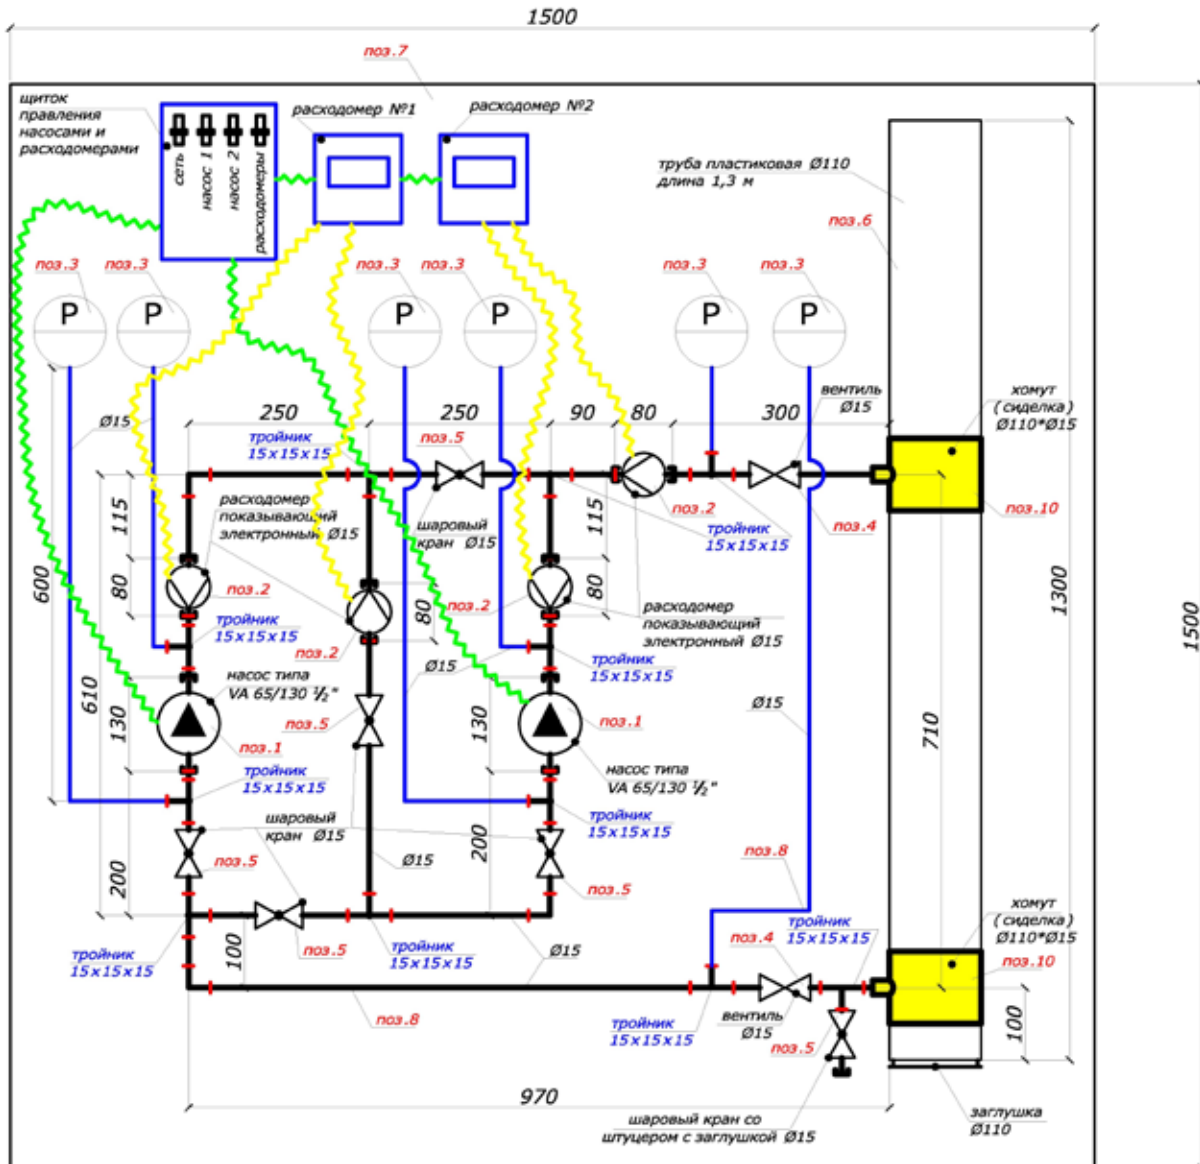 1500
поз.7
щиток
правления
насосами и
расходомерами
расходомер №1
расходомер №2
сеть
насос 1
насос 2
расходомеры
труба пластиковая Ø110
длина 1,3 м
поз.6
поз.3
поз.3
поз.3
поз.3
поз.3
поз.3
P
P
P
P
P
P
Ø15
250
250
90
80
300
вентиль
Ø15
хомут
(сиделка)
Ø110*Ø15
тройник
15x15x15
поз.5
115
расходомер
показывающий
электронный Ø15
шаровый
кран Ø15
115
поз.2
тройник
15x15x15
поз.4
поз.10
600
80
поз.2
80
поз.2
80
расходомер
показывающий
электронный Ø15
1300
1500
тройник
15x15x15
поз.2
Ø15
тройник
15x15x15
610
насос типа
VA 65/130 ½"
130
поз.1
поз.5
130
поз.1
Ø15
710
тройник
15x15x15
насос типа
VA 65/130 ½"
шаровый
кран Ø15
тройник
15x15x15
200
поз.5
Ø15
200
поз.5
поз.8
хомут
(сиделка)
Ø110*Ø15
тройник
15x15x15
100
поз.5
тройник
15x15x15
Ø15
поз.4
тройник
15x15x15
поз.10
поз.8
тройник
15x15x15
вентиль
Ø15
поз.5
100
970
шаровый кран со
штуцером с заглушкой Ø15
заглушка
Ø110